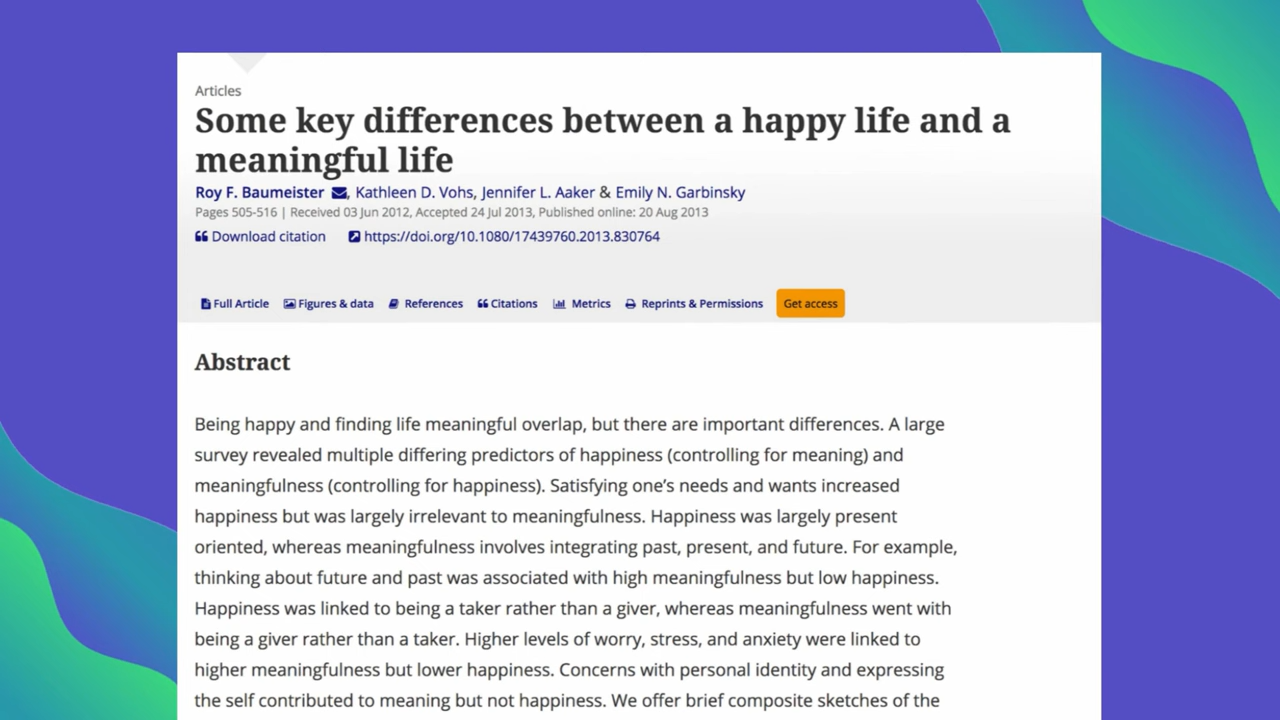 Articles
Some key differences between a happy life and a
meaningful life
Roy F. Baumeister , Kathleen D. Vohs, Jennifer L. Aaker & Emily N. Garbinsky
Pages 505-516 | Received 03 Jun 2012, Accepted 24 Jul 2013, Published online: 20 Aug 2013
Download citation https://doi.org/10.1080/17439760.2013.830764
Full Article Figures & data References Citations Metrics Reprints & Permissions Get access
Abstract
Being happy and finding life meaningful overlap, but there are important differences. A large
survey revealed multiple differing predictors of happiness (controlling for meaning) and
meaningfulness (controlling for happiness). Satisfying one’s needs and wants increased
happiness but was largely irrelevant to meaningfulness. Happiness was largely present
oriented, whereas meaningfulness involves integrating past, present, and future. For example,
thinking about future and past was associated with high meaningfulness but low happiness.
Happiness was linked to being a taker rather than a giver, whereas meaningfulness went with
being a giver rather than a taker. Higher levels of worry, stress, and anxiety were linked to
higher meaningfulness but lower happiness. Concerns with personal identity and expressing
the self contributed to meaning but not happiness. We offer brief composite sketches of the